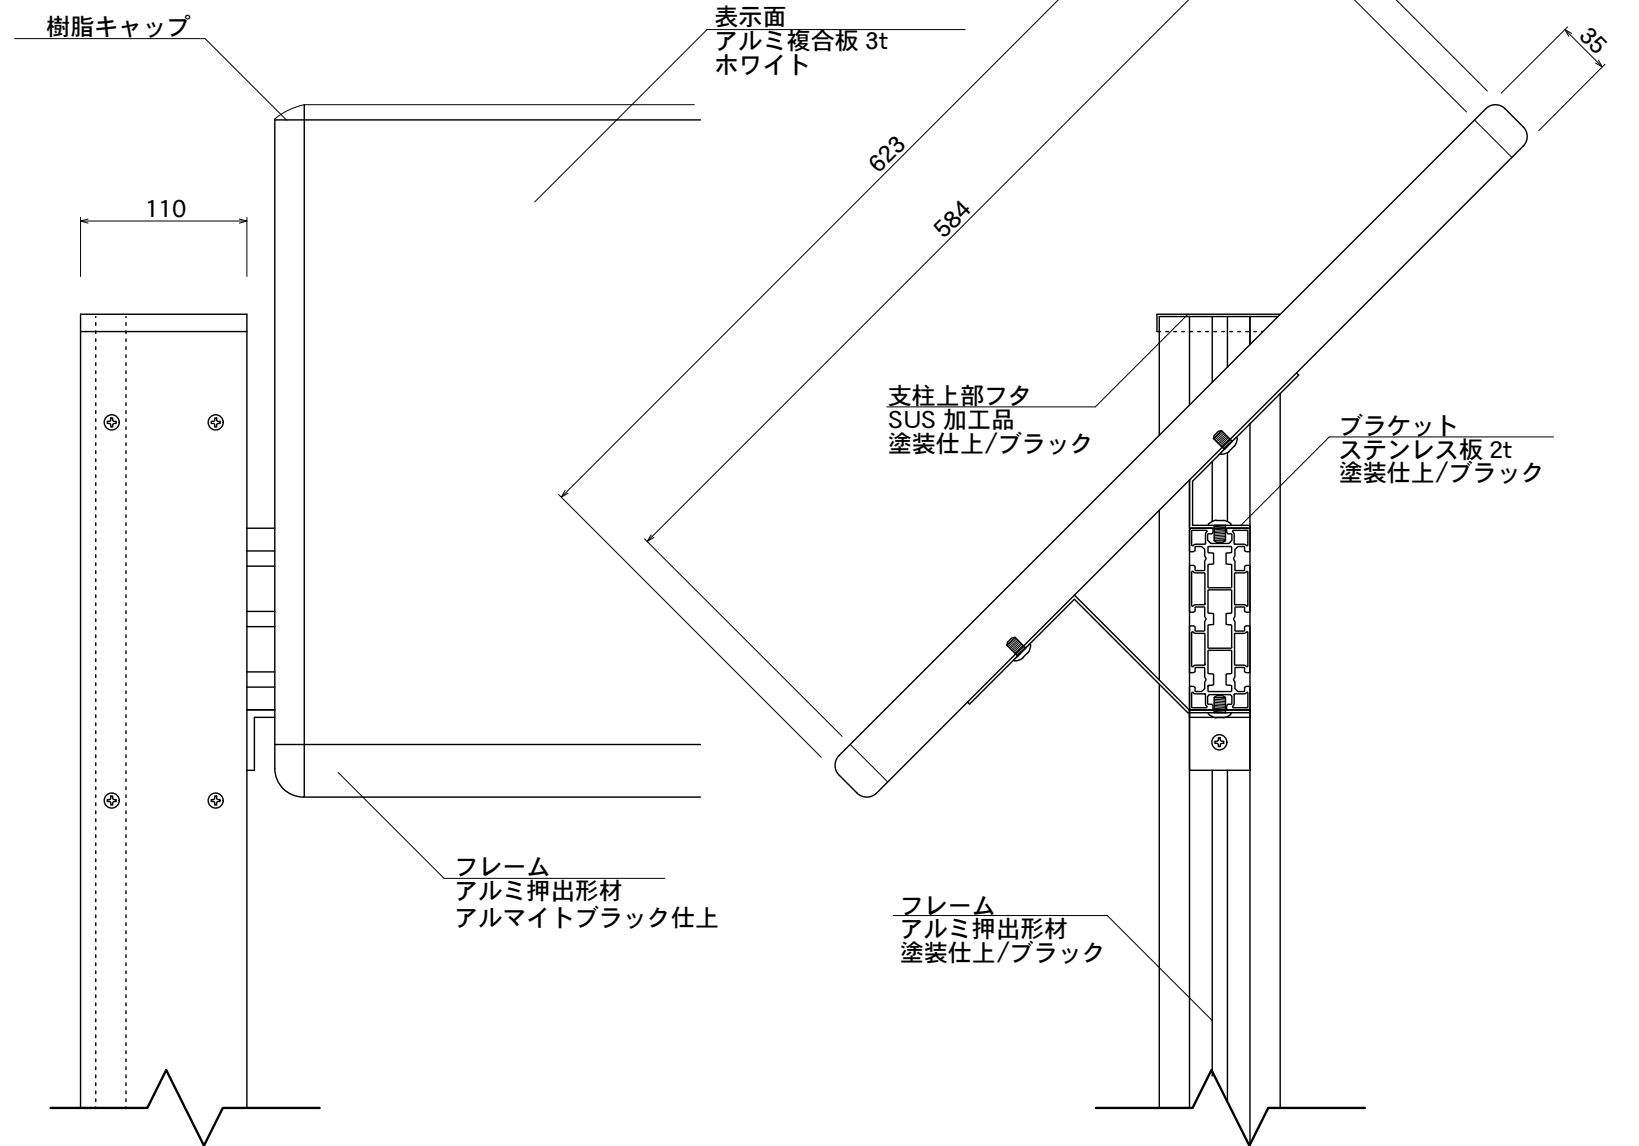 樹脂キャップ
表示面
アルミ複合板 3t
ホワイト
35
623
584
110
支柱上部フタ
SUS 加工品
塗装仕上/ブラック
ブラケット
ステンレス板 2t
塗装仕上/ブラック
フレーム
アルミ押出形材
アルマイトブラック仕上
フレーム
アルミ押出形材
塗装仕上/ブラック